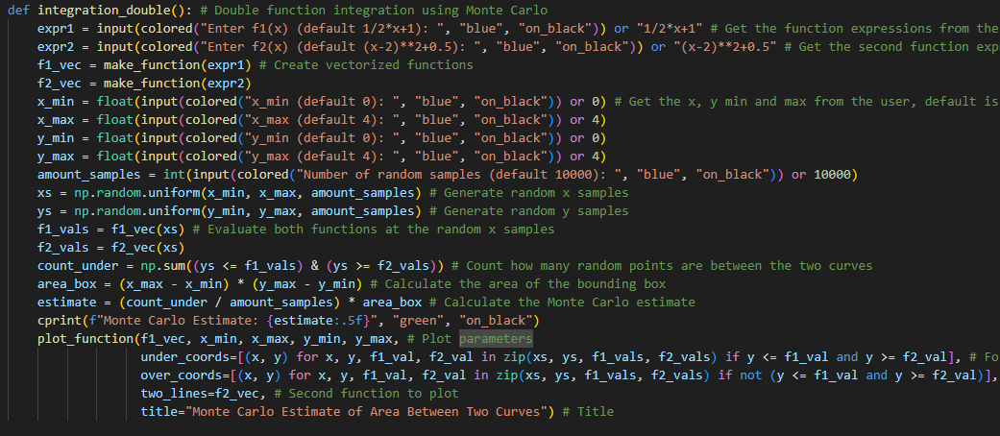 def integration_double(): # Double function integration using Monte Carlo
    expr1 = input(colored("Enter f1(x) (default 1/2*x+1): ", "blue", "on_black")) or "1/2*x+1" # Get the function expressions from the
    expr2 = input(colored("Enter f2(x) (default (x-2)**2+0.5): ", "blue", "on_black")) or "(x-2)**2+0.5" # Get the second function exp
    f1_vec = make_function(expr1) # Create vectorized functions
    f2_vec = make_function(expr2)
    x_min = float(input(colored("x_min (default 0): ", "blue", "on_black")) or 0) # Get the x, y min and max from the user, default is
    x_max = float(input(colored("x_max (default 4): ", "blue", "on_black")) or 4)
    y_min = float(input(colored("y_min (default 0): ", "blue", "on_black")) or 0)
    y_max = float(input(colored("y_max (default 4): ", "blue", "on_black")) or 4)
    amount_samples = int(input(colored("Number of random samples (default 10000): ", "blue", "on_black")) or 10000)
    xs = np.random.uniform(x_min, x_max, amount_samples) # Generate random x samples
    ys = np.random.uniform(y_min, y_max, amount_samples) # Generate random y samples
    f1_vals = f1_vec(xs) # Evaluate both functions at the random x samples
    f2_vals = f2_vec(xs)
    count_under = np.sum((ys <= f1_vals) & (ys >= f2_vals)) # Count how many random points are between the two curves
    area_box = (x_max - x_min) * (y_max - y_min) # Calculate the area of the bounding box
    estimate = (count_under / amount_samples) * area_box # Calculate the Monte Carlo estimate
    cprint(f"Monte Carlo Estimate: {estimate:.5f}", "green", "on_black")
    plot_function(f1_vec, x_min, x_max, y_min, y_max, # Plot parameters
                  under_coords=[(x, y) for x, y, f1_val, f2_val in zip(xs, ys, f1_vals, f2_vals) if y <= f1_val and y >= f2_val], # Fo
                  over_coords=[(x, y) for x, y, f1_val, f2_val in zip(xs, ys, f1_vals, f2_vals) if not (y <= f1_val and y >= f2_val)],
                  two_lines=f2_vec, # Second function to plot
                  title="Monte Carlo Estimate of Area Between Two Curves") # Title